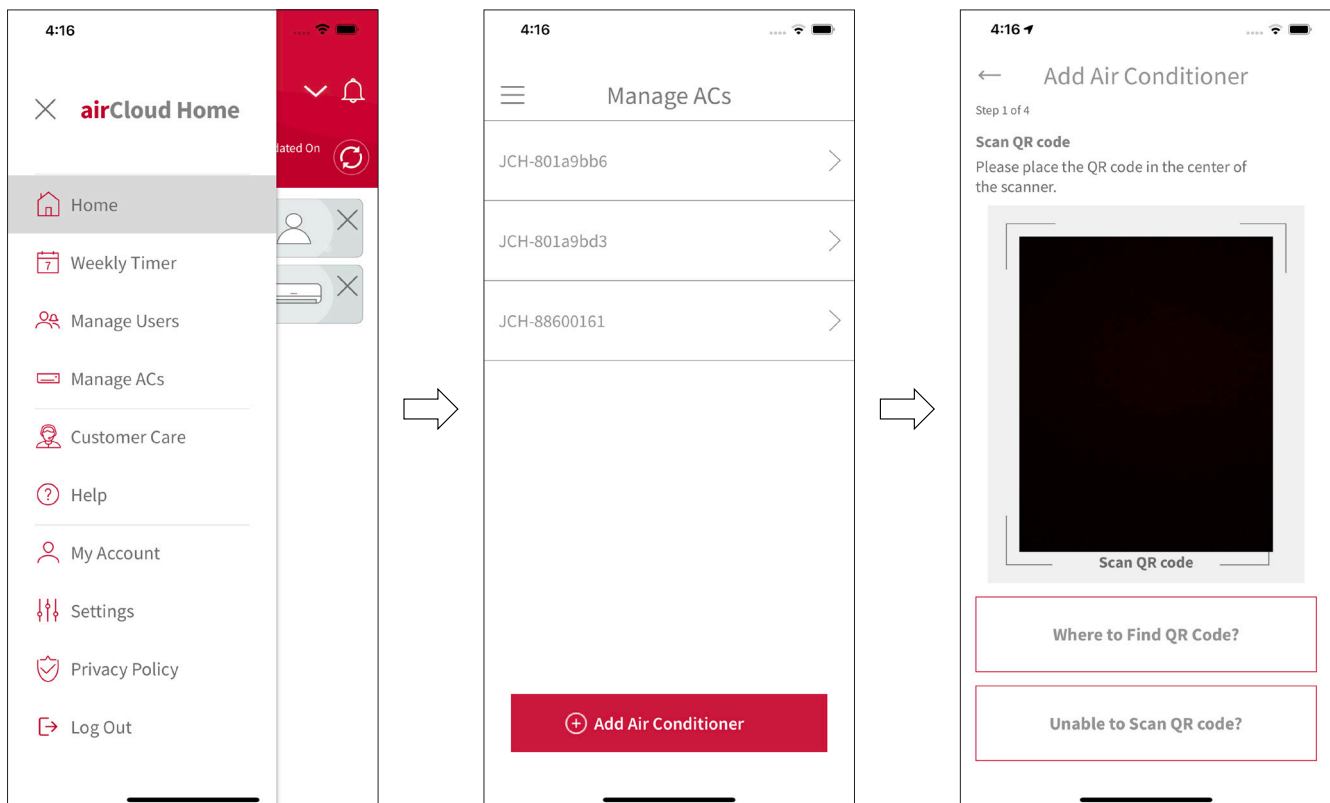 4:16
airCloud Home
dated On
Home
7
Weekly Timer
Manage Users
Manage ACs
Customer Care
? Help
My Account
Settings
Privacy Policy
Log Out
4:16
Manage ACs
JCH-801a9bb6
JCH-801a9bd3
JCH-88600161
Add Air Conditioner
4:16
Add Air Conditioner
Step 1 of 4
Scan QR code
Please place the QR code in the center of
the scanner.
Scan QR code
Where to Find QR Code?
Unable to Scan QR code?